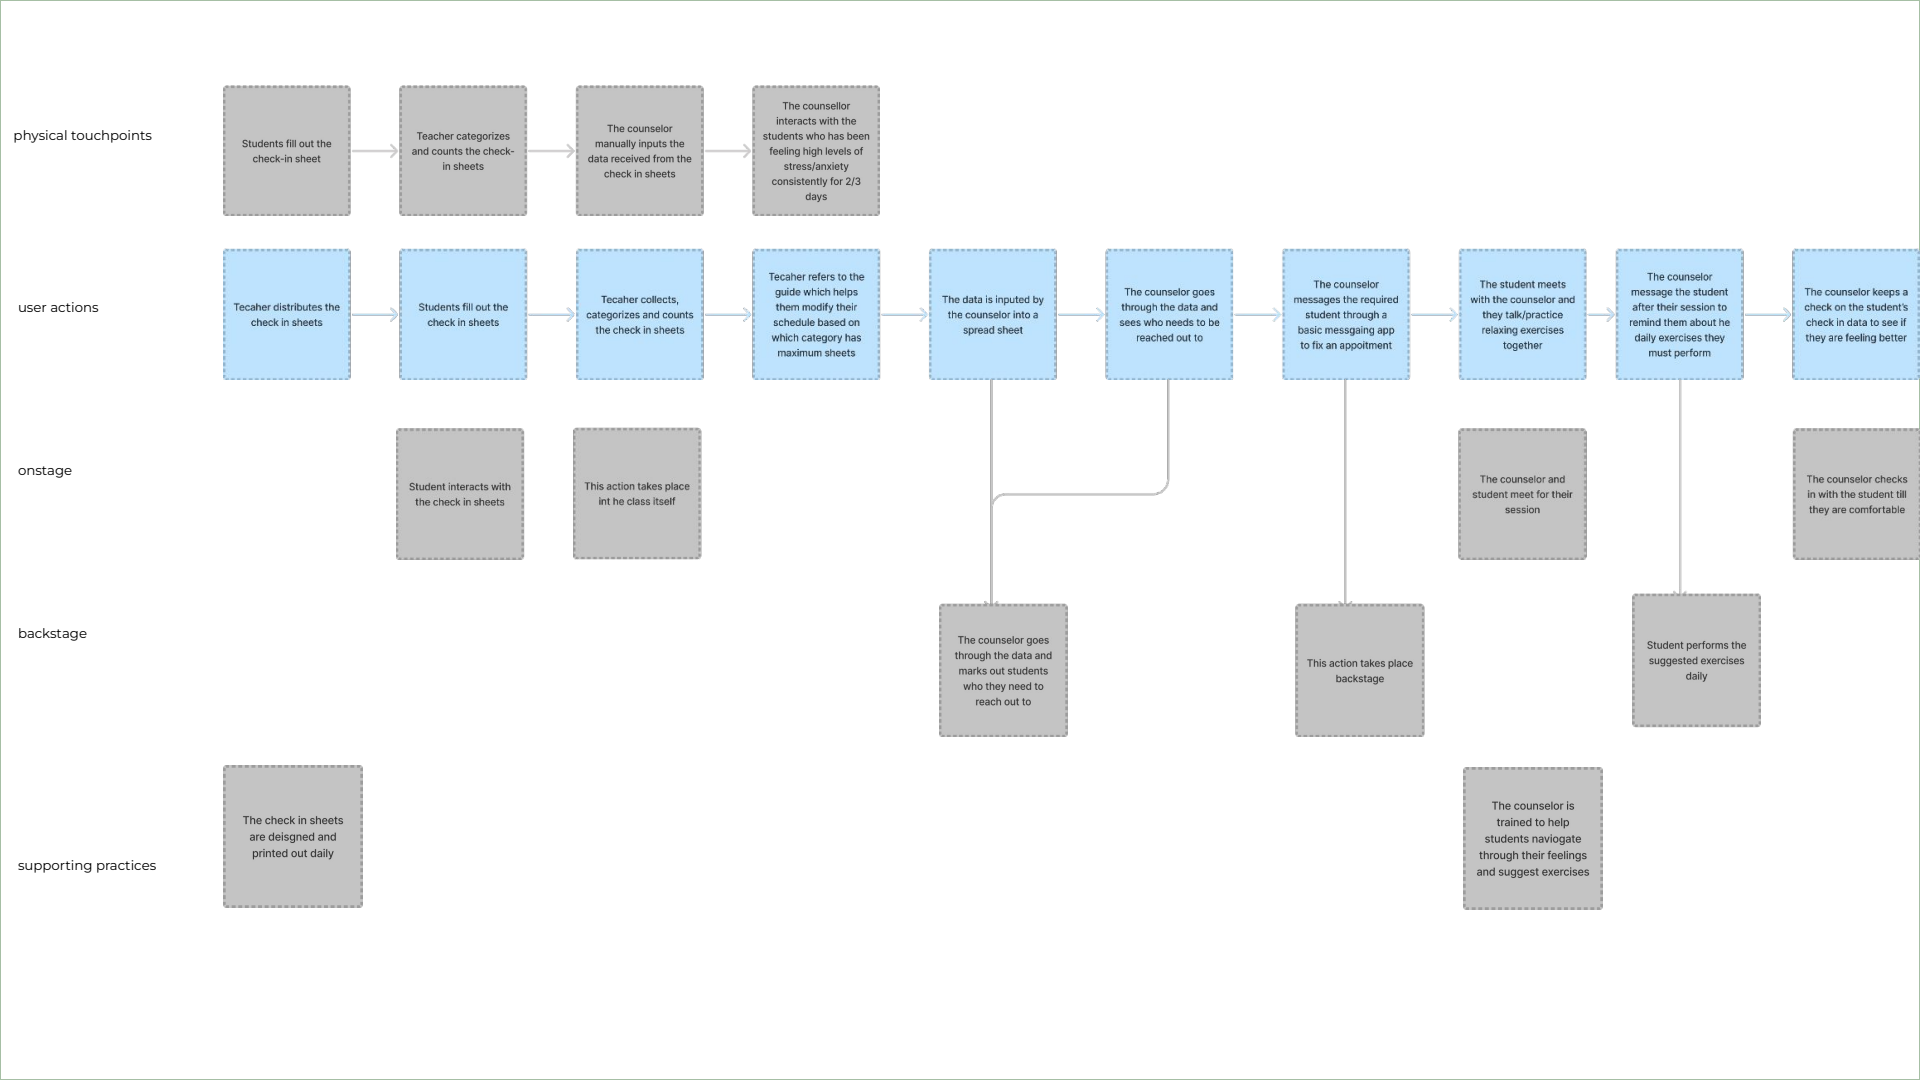 physical touchpoints
Students fill out the
check-in sheet
Teacher categorizes
and counts the check-
in sheets
The counselor
manually inputs the
data received from the
check in sheets
The counsellor
interacts with the
students who has been
feeling high levels of
stress/anxiety
consistently for 2/3
days
user actions
Tecaher distributes the
check in sheets
Students fill out the
check in sheets
Tecaher collects,
categorizes and counts
the check in sheets
Tecaher refers to the
guide which helps
them modify their
schedule based on
which category has
maximum sheets
The data is inputed by
the counselor into a
spread sheet
The counselor goes
through the data and
sees who needs to be
reached out to
The counselor
messages the required
student through a
basic messgaing app
to fix an appoitment
The student meets
with the counselor and
they talk/practice
relaxing exercises
together
The counselor
message the student
after their session to
remind them about he
daily exercises they
must perform
The counselor keeps a
check on the student's
check in data to see if
they are feeling better
onstage
Student interacts with
the check in sheets
This action takes place
int he class itself
The counselor and
student meet for their
session
The counselor checks
in with the student till
they are comfortable
backstage
The counselor goes
through the data and
marks out students
who they need to
reach out to
This action takes place
backstage
Student performs the
suggested exercises
daily
supporting practices
The check in sheets
are deisgned and
printed out daily
The counselor is
trained to help
students naviogate
through their feelings
and suggest exercises